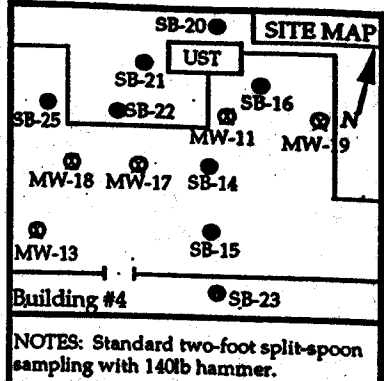 SB-20
SITE MAP
UST
SB-21
SB-16
SB-25
SB-22
MW-11
MW-19
N
MW-18
MW-17
SB-14
MW-13
SB-15
Building #4
SB-23
NOTES: Standard two-foot split-spoon
sampling with 140lb hammer.